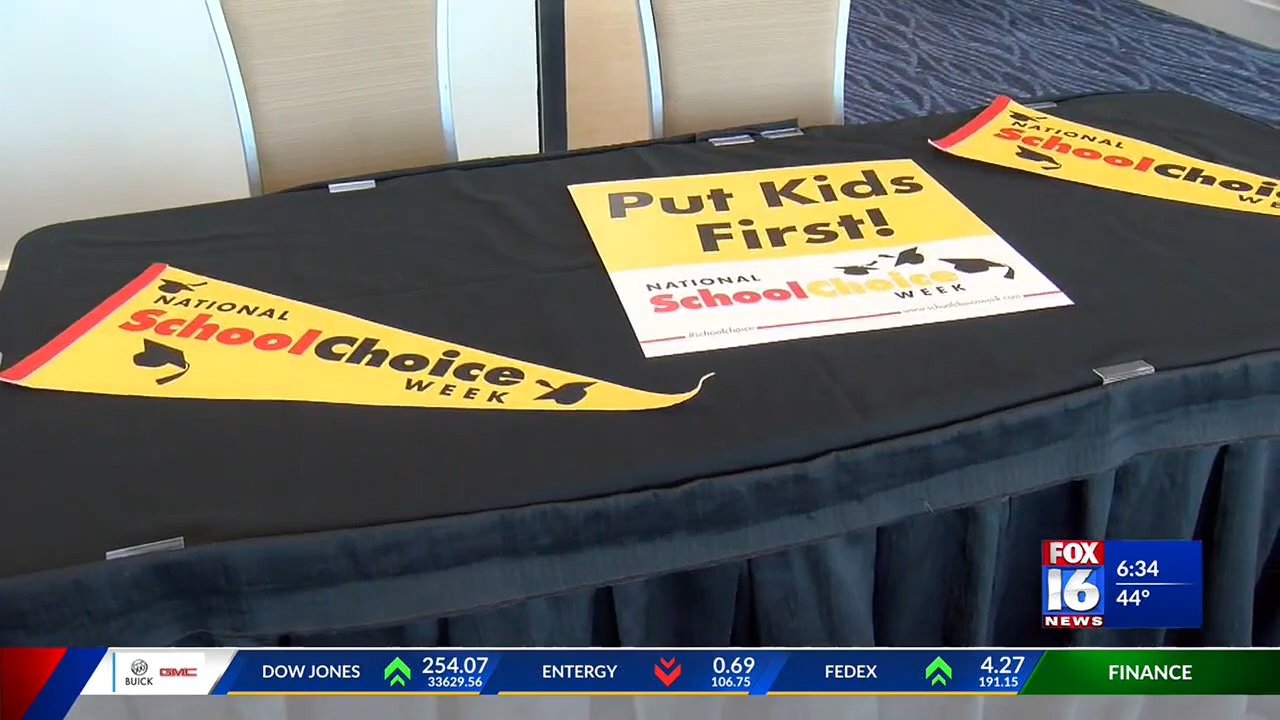 NATIONAL
SchoolChoice
WEEK
Put Kids
First!
NATIONAL
SchoolChoice
WEEK
#schoolchoice
www.schoolchoiceweek.com
NATIONAL
SchoolChoic
WE
FOX
16
NEWS
6:34
44°
BUICK
GMC
DOW JONES
254.07
33629.56
ENTERGY
0.69
106.75
FEDEX
4.27
191.15
FINANCE